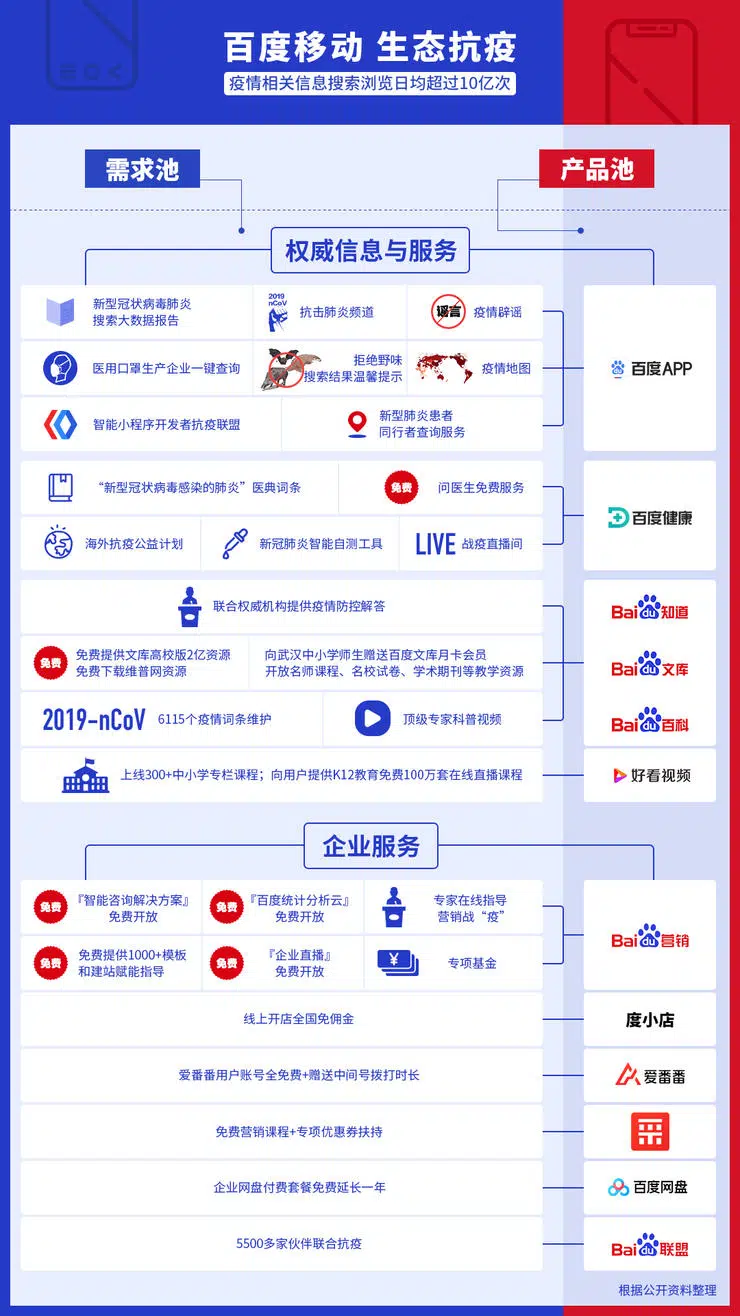 百度移动 生态抗疫
疫情相关信息搜索浏览日均超过10亿次
需求池
产品池
权威信息与服务
新型冠状病毒肺炎
搜索大数据报告
2019
nCoV
抗击肺炎频道
谣言
疫情辟谣
医用口罩生产企业一键查询
拒绝野味
搜索结果温馨提示
疫情地图
智能小程序开发者抗疫联盟
新型肺炎患者
同行者查询服务
百度APP
“新型冠状病毒感染的肺炎”医典词条
免费
问医生免费服务
海外抗疫公益计划
新冠肺炎智能自测工具
LIVE 战疫直播间
百度健康
联合权威机构提供疫情防控解答
Baidu知道
免费
免费提供文库高校版2亿资源
免费下载维普网资源
向武汉中小学师生赠送百度文库月卡会员
开放名师课程、名校试卷、学术期刊等教学资源
Baidu文库
2019-nCoV 6115个疫情词条维护
顶级专家科普视频
Baidu百科
上线300+中小学专栏课程；向用户提供K12教育免费100万套在线直播课程
好看视频
企业服务
免费
『智能咨询解决方案』
免费开放
免费
『百度统计分析云』
免费开放
专家在线指导
营销战“疫”
免费
免费提供1000+模板
和建站赋能指导
免费
『企业直播』
免费开放
¥
专项基金
Baidu营销
线上开店全国免佣金
度小店
爱番番用户账号全免费+赠送中间号拨打时长
爱番番
免费营销课程+专项优惠券扶持
企业网盘付费套餐免费延长一年
百度网盘
5500多家伙伴联合抗疫
Baidu联盟
根据公开资料整理